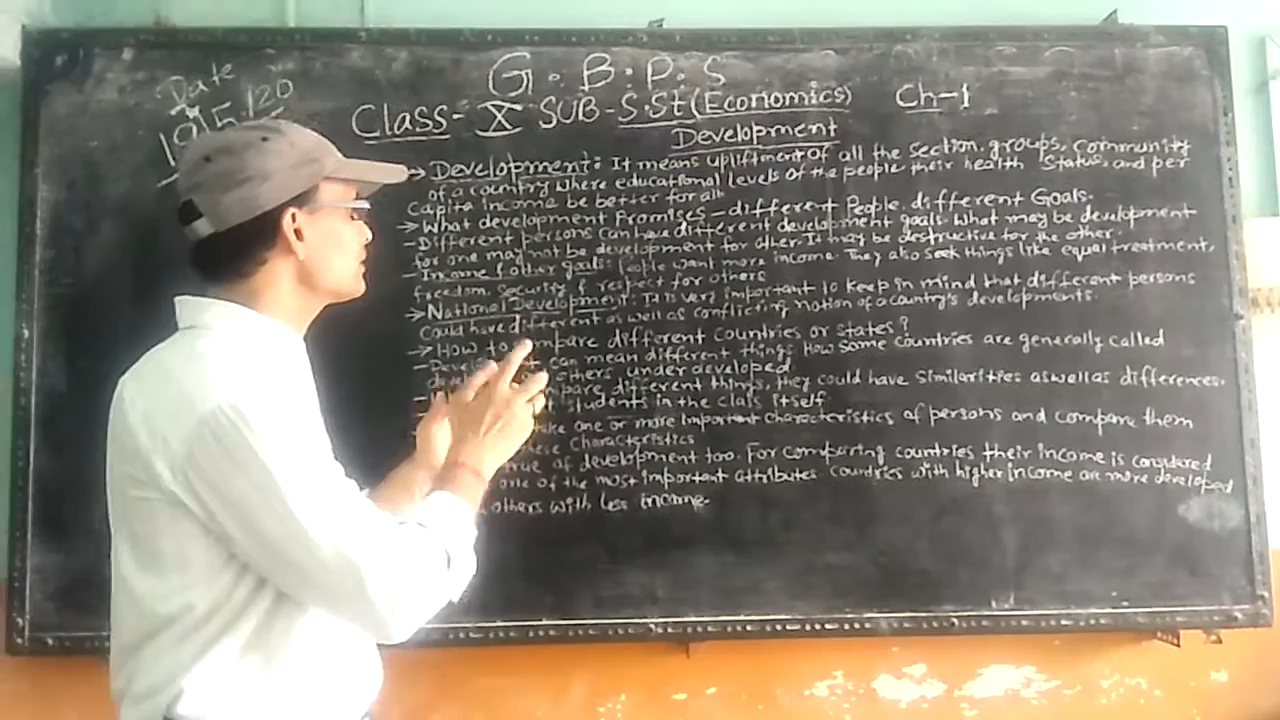 Date
19/5/20
G.B.P.S
Class - X SUB - S.St (Economics) Ch-1
Development
→ Development: It means upliftment of all the section, groups, community
of a country where educational levels of the people their health status, and per
Capita income be better for all.
→ What development Promises - different People, different Goals.
- Different persons can have different development goals. What may be development
for one may not be development for other. It may be destructive for the other.
- Income & other goals: People want more income. They also seek things like equal treatment,
freedom, security & respect for others
→ National Development: It is very important to keep in mind that different persons
Could have different as well as conflicting notion of a country's developments.
→ How to compare different countries or states?
- can mean different things How some countries are generally called
others under developed
different things, they could have similarities aswell as differences.
students in the class itself.
take one or more important characteristics of persons and compare them
characteristics
true of development too. For comparing countries their income is considered
one of the most important attributes countries with higher income are more developed
others with less income.